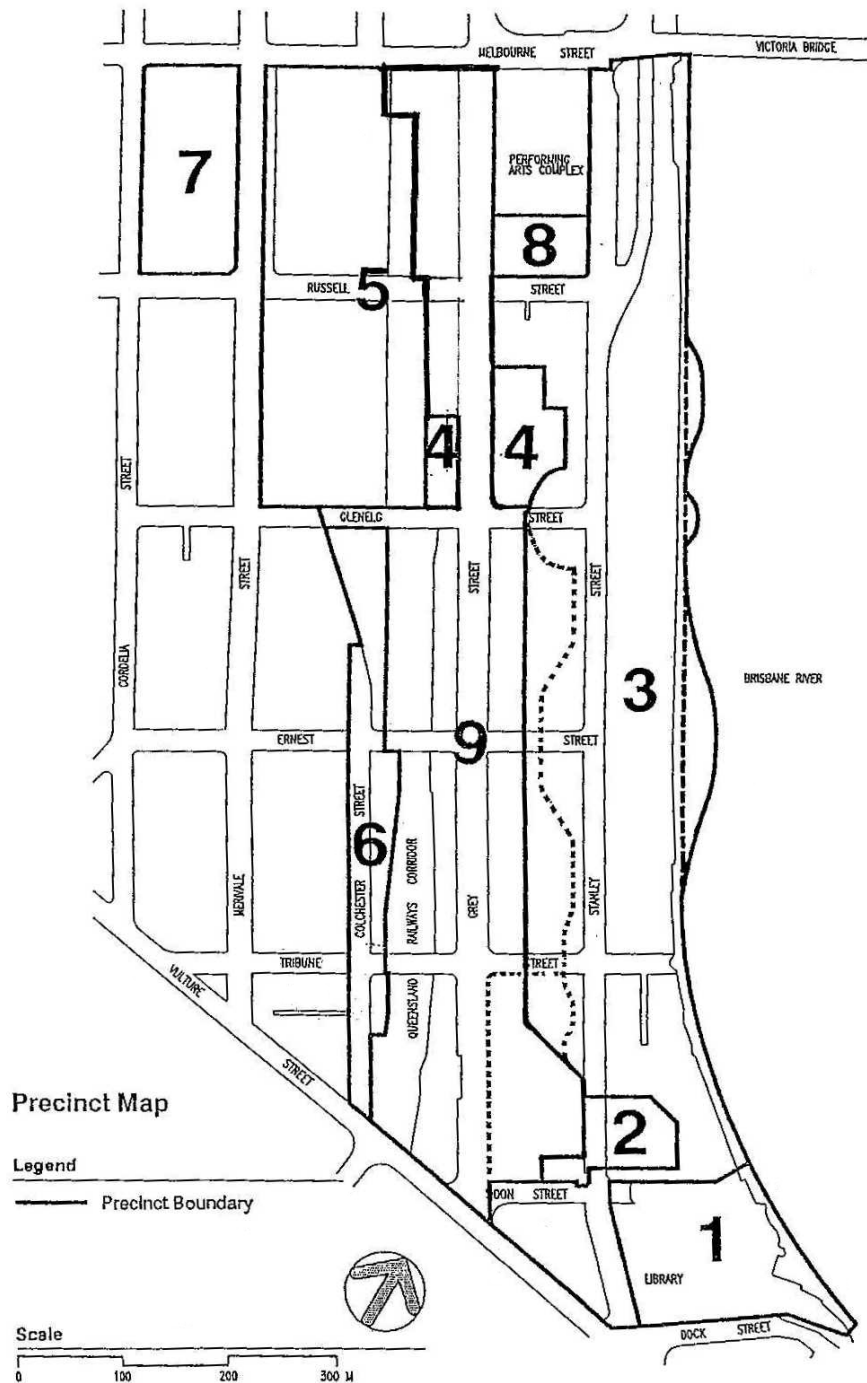 MELBOURNE STREET
VICTORIA BRIDGE
7
PERFORMING
ARTS COMPLEX
8
RUSSELL
5
STREET
4
4
STREET
GLENELG
STREET
STREET
STREET
STREET
CORDELIA
3
BRISBANE RIVER
ERNEST
9
STREET
STREET
6
MERIVALE
COLCHESTER
RAILWAYS CORRIDOR
GREY
STANLEY
TRIBUNE
STREET
VULTURE
QUEENSLAND
STREET
Precinct Map
2
Legend
Precinct Boundary
DON STREET
1
LIBRARY
Scale
DOCK STREET
0 100 200 300 M